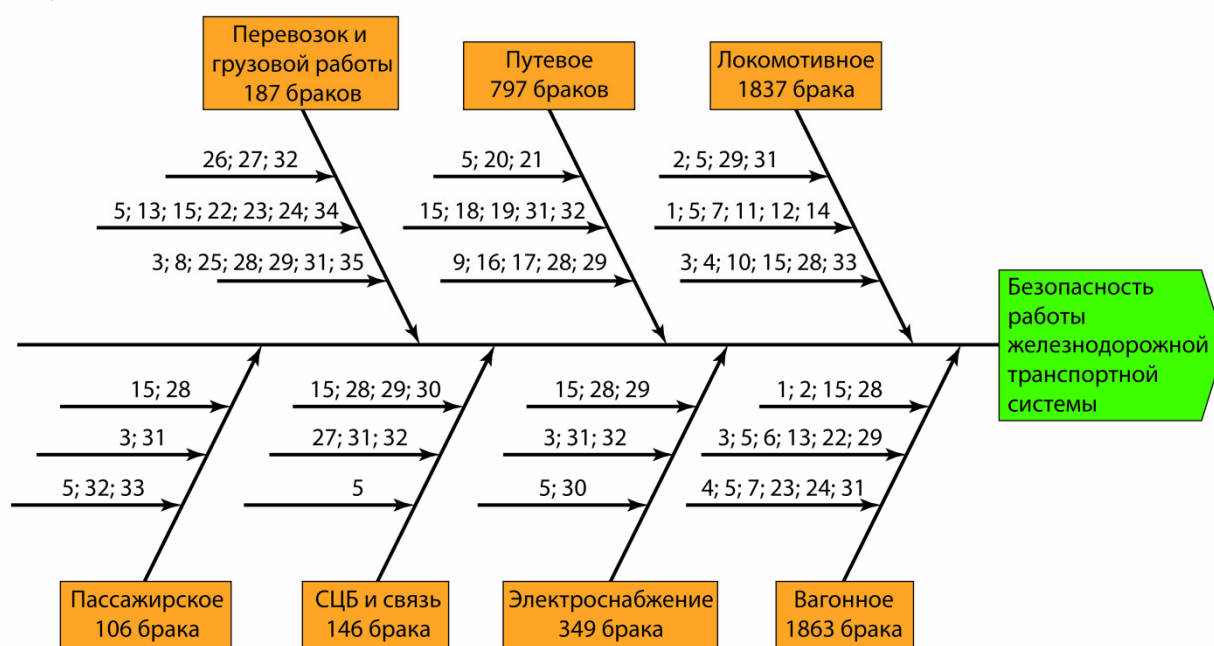 Перевозок и
грузовой работы
187 браков
Путевое
797 браков
Локомотивное
1837 брака
26; 27; 32
5; 13; 15; 22; 23; 24; 34
3; 8; 25; 28; 29; 31; 35
5; 20; 21
15; 18; 19; 31; 32
9; 16; 17; 28; 29
2; 5; 29; 31
1; 5; 7; 11; 12; 14
3; 4; 10; 15; 28; 33
Безопасность
работы
железнодорожной
транспортной
системы
15; 28
3; 31
5; 32; 33
15; 28; 29; 30
27; 31; 32
5
15; 28; 29
3; 31; 32
5; 30
1; 2; 15; 28
3; 5; 6; 13; 22; 29
4; 5; 7; 23; 24; 31
Пассажирское
106 брака
СЦБ и связь
146 брака
Электроснабжение
349 брака
Вагонное
1863 брака